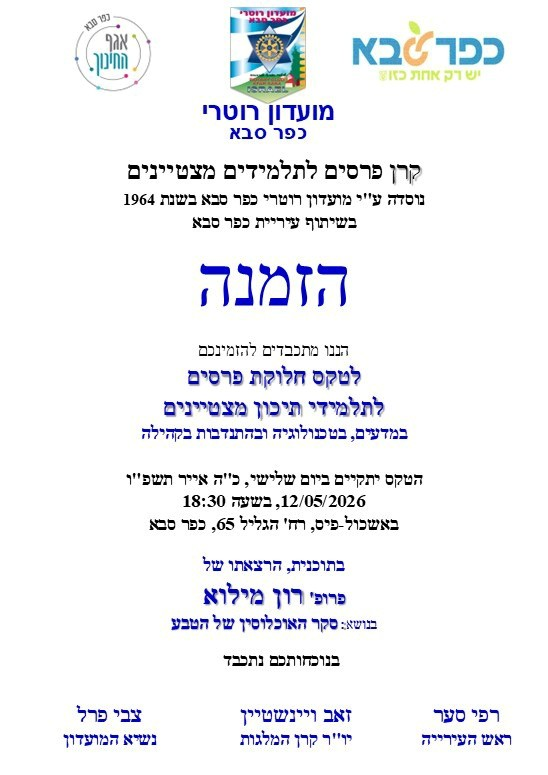 כפר סבא
אגף
החינוך
מועדון רוטרי
כפר סבא
כפר סבא
יש רק אחת כזו
מועדון רוטרי
כפר סבא
קרן פרסים לתלמידים מצטיינים
נוסדה ע"י מועדון רוטרי כפר סבא בשנת 1964
בשיתוף עיריית כפר סבא
הזמנה
הננו מתכבדים להזמינכם
לטקס חלוקת פרסים
לתלמידי תיכון מצטיינים
במדעים, בטכנולוגיה ובהתנדבות בקהילה
הטקס יתקיים ביום שלישי, כ"ה אייר תשפ"ו
12/05/2026, בשעה 18:30
באשכול-פיס, רח' הגליל 65, כפר סבא
בתוכנית, הרצאתו של
פרופ' רון מילוא
בנושא: סקר האוכלוסין של הטבע
בנוכחותכם נתכבד
רפי סער
ראש העירייה
זאב ויינשטיין
יו"ר קרן המלגות
צבי פרל
נשיא המועדון